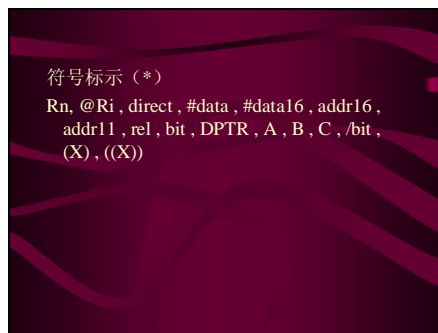 符号标示（*）
Rn, @Ri , direct , #data , #data16 , addr16 ,
addr11 , rel , bit , DPTR , A , B , C , /bit ,
(X) , ((X))